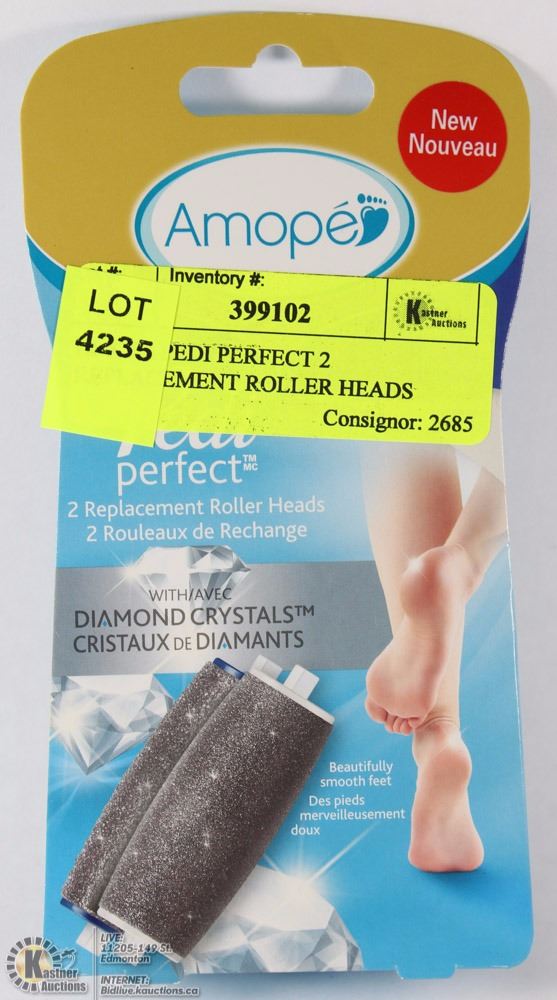 New
Nouveau
Amopé
Inventory #:
LOT
4235
399102
Kastner
Auctions
PEDI PERFECT 2
EMENT ROLLER HEADS
Consignor: 2685
perfect™MC
2 Replacement Roller Heads
2 Rouleaux de Rechange
WITH/AVEC
DIAMOND CRYSTALS™
CRISTAUX DE DIAMANTS
Beautifully
smooth feet
Des pieds
merveilleusement
doux
LIVE:
11205-149 St.
Edmonton
INTERNET:
Bidlive.kauctions.ca
Kastner
Auctions